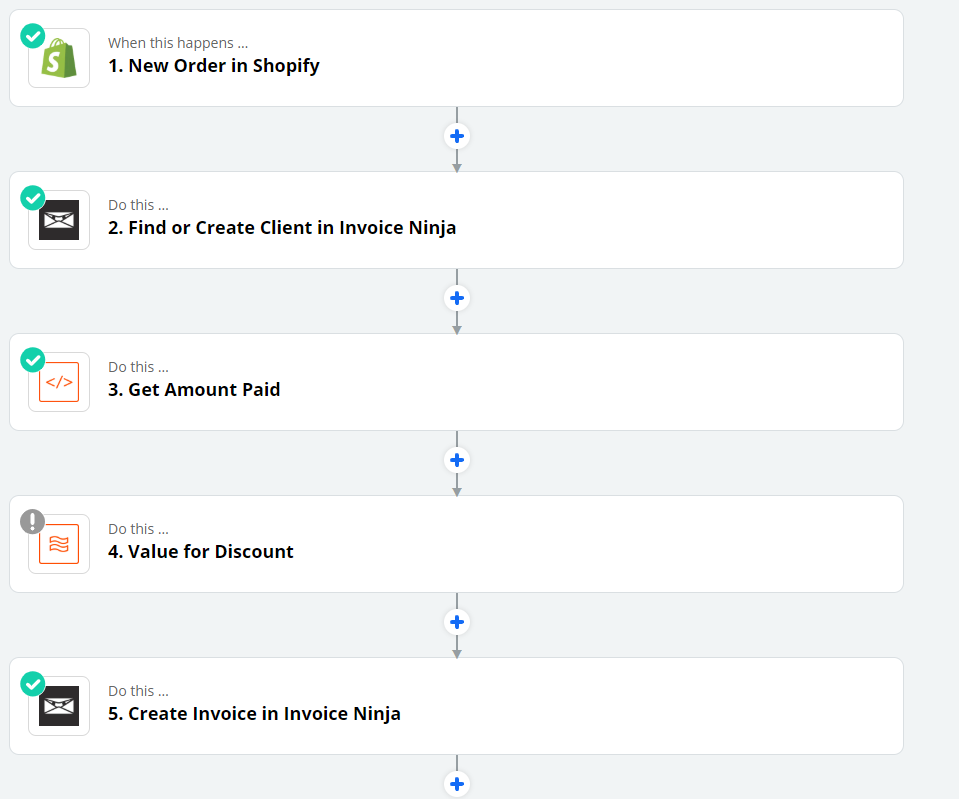 When this happens ...
1. New Order in Shopify
Do this ...
2. Find or Create Client in Invoice Ninja
Do this ...
3. Get Amount Paid
Do this ...
4. Value for Discount
Do this ...
5. Create Invoice in Invoice Ninja